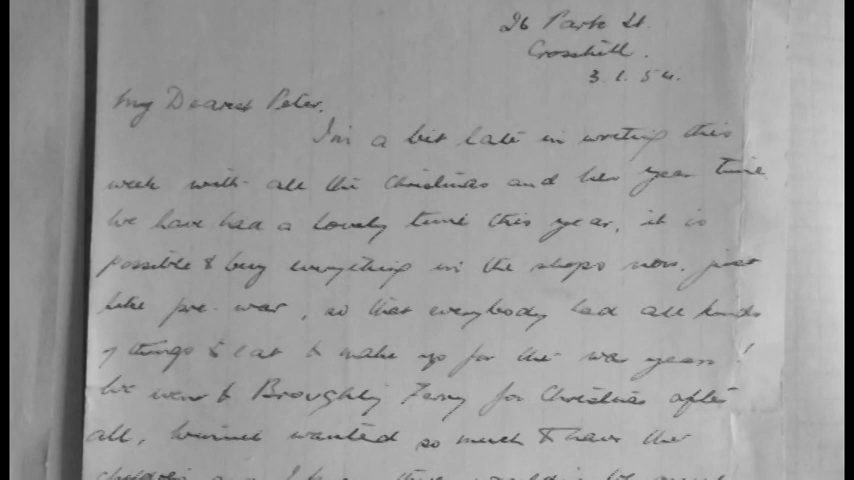 26 Park St.
Crosshill.
3. 1. 54.
My Dearest Peter.
I'm a bit late in writing this
week with all the Christmas and New year time
We have had a lovely time this year, it is
possible to buy everything in the shops now, just
like pre-war, so that everybody had all kinds
of things to eat to make up for the war years!
We went to Broughty Ferry for Christmas after
all, wanted so much to have the
children and I